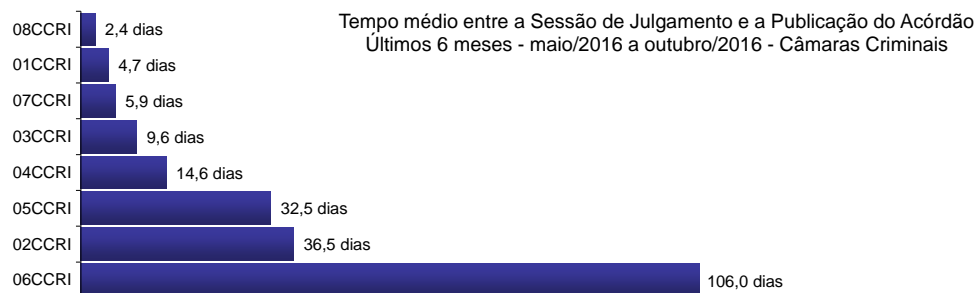 Tempo médio entre a Sessão de Julgamento e a Publicação do Acórdão
Últimos 6 meses - maio/2016 a outubro/2016 - Câmaras Criminais
08CCRI 2,4 dias
01CCRI 4,7 dias
07CCRI 5,9 dias
03CCRI 9,6 dias
04CCRI 14,6 dias
05CCRI 32,5 dias
02CCRI 36,5 dias
06CCRI 106,0 dias